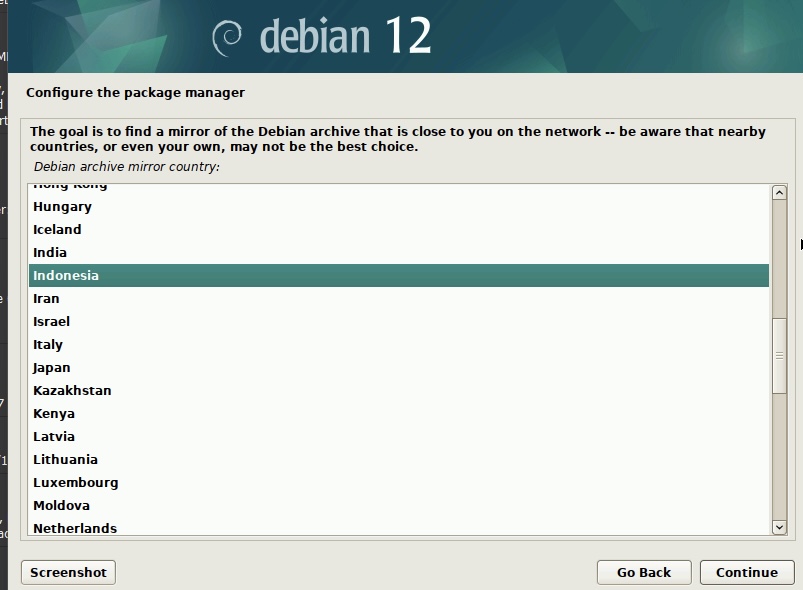 debian 12
Configure the package manager
The goal is to find a mirror of the Debian archive that is close to you on the network -- be aware that nearby
countries, or even your own, may not be the best choice.
Debian archive mirror country:
Hong Kong
Hungary
Iceland
India
Indonesia
Iran
Israel
Italy
Japan
Kazakhstan
Kenya
Latvia
Lithuania
Luxembourg
Moldova
Netherlands
Screenshot
Go Back
Continue